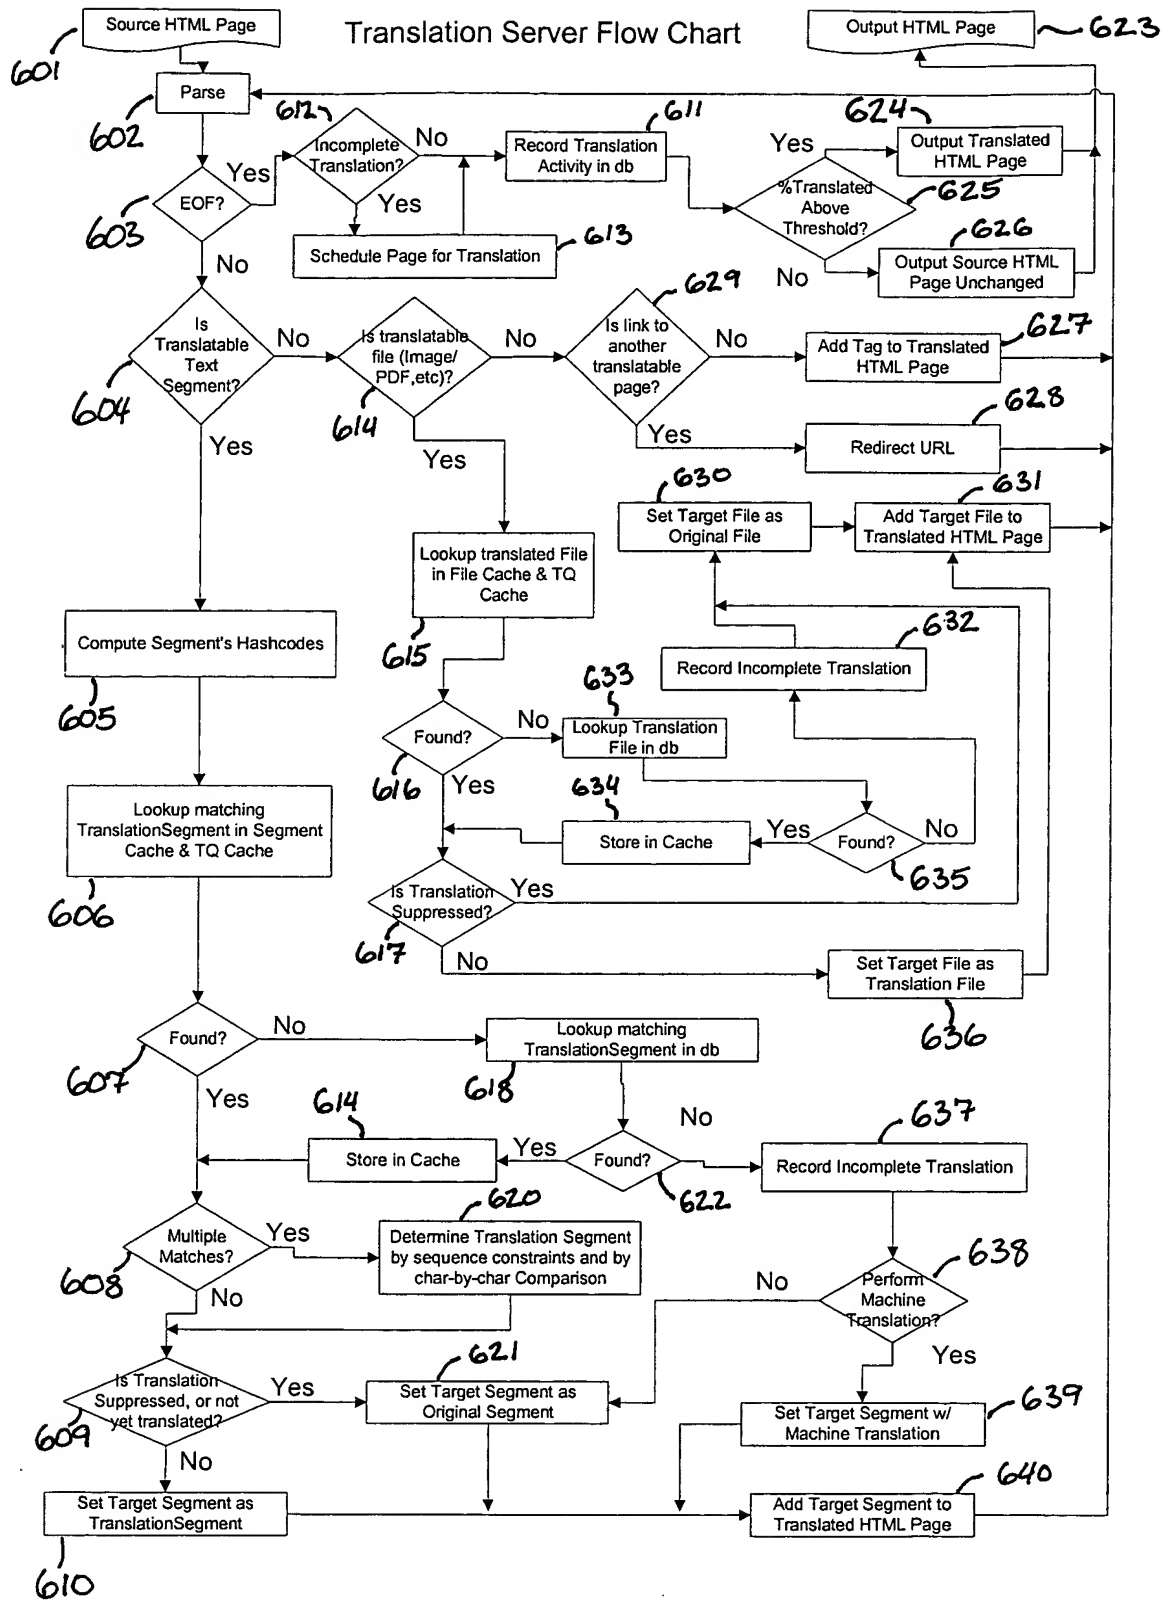 Source HTML Page
Translation Server Flow Chart
Output HTML Page
601
623
Parse
602
612
611
624
Incomplete
Translation?
No
Record Translation
Activity in db
Yes
Output Translated
HTML Page
Yes
EOF?
603
Yes
%Translated
Above
Threshold?
625
613
Schedule Page for Translation
626
No
No
Output Source HTML
Page Unchanged
629
Is
Translatable
Text
Segment?
No
Is translatable
file (Image/
PDF,etc)?
No
Is link to
another
translatable
page?
No
627
Add Tag to Translated
HTML Page
604
614
628
Yes
Yes
Yes
Redirect URL
630
631
Set Target File as
Original File
Add Target File to
Translated HTML Page
Lookup translated File
in File Cache & TQ
Cache
615
632
Compute Segment's Hashcodes
605
Record Incomplete Translation
633
Found?
No
Lookup Translation
File in db
616
Yes
634
Lookup matching
TranslationSegment in Segment
Cache & TQ Cache
Store in Cache
Yes
Found?
No
635
606
Is Translation
Suppressed?
Yes
617
No
Set Target File as
Translation File
636
Found?
No
Lookup matching
TranslationSegment in db
607
618
Yes
614
No
637
Store in Cache
Yes
Found?
Record Incomplete Translation
622
620
Multiple
Matches?
Yes
Determine Translation Segment
by sequence constraints and by
char-by-char Comparison
608
638
No
No
Perform
Machine
Translation?
621
Yes
Is Translation
Suppressed, or not
yet translated?
Yes
Set Target Segment as
Original Segment
639
Set Target Segment w/
Machine Translation
609
No
640
Set Target Segment as
TranslationSegment
Add Target Segment to
Translated HTML Page
610